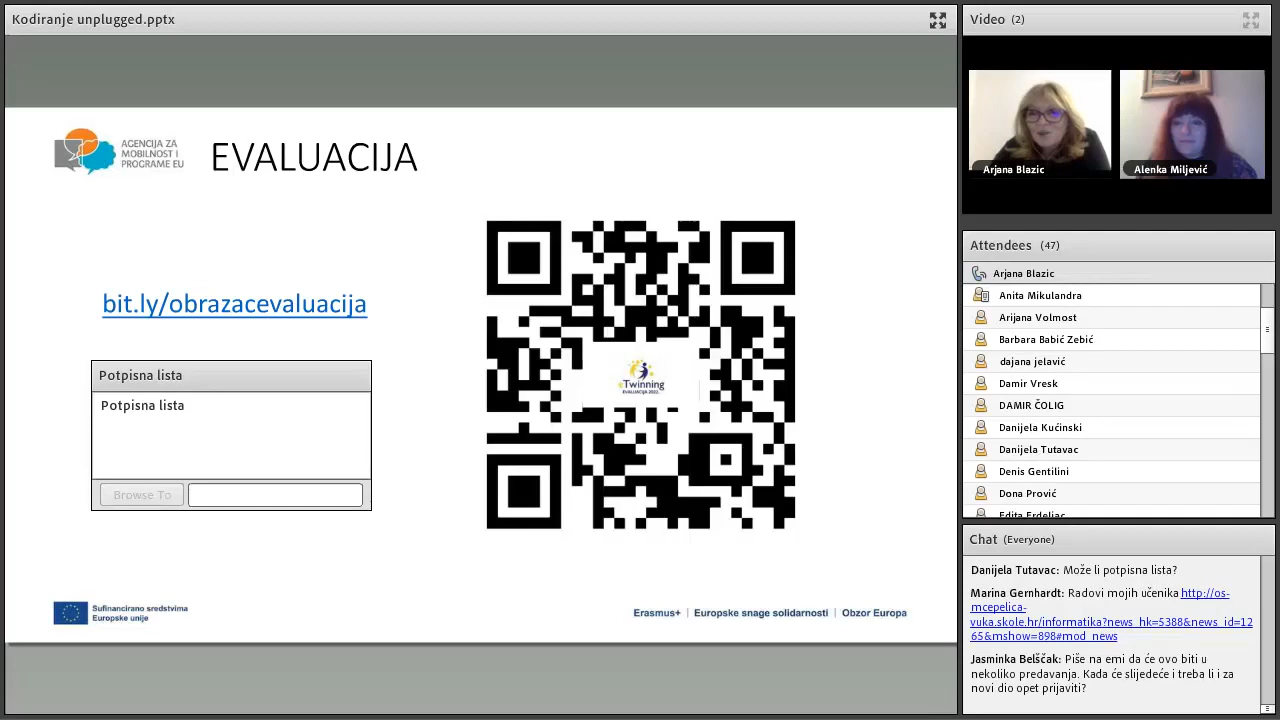 Kodiranje unplugged.pptx
AGENCIJA ZA
MOBILNOST I
PROGRAME EU
EVALUACIJA
bit.ly/obrazacevaluacija
Potpisna lista
Potpisna lista
Browse To
eTwinning
EVALUACIJA 2022.
Sufinancirano sredstvima
Europske unije
Erasmus+ | Europske snage solidarnosti | Obzor Europa
Video (2)
Arjana Blazic
Alenka Miljević
Attendees (47)
Arjana Blazic
Anita Mikulandra
Arijana Volmost
Barbara Babić Zebić
dajana jelavić
Damir Vresk
DAMIR ČOLIG
Danijela Kućinski
Danijela Tutavac
Denis Gentilini
Dona Prović
Edita Erdeljac
Chat (Everyone)
Danijela Tutavac: Može li potpisna lista?
Marina Gernhardt: Radovi mojih učenika http://os-
mcepelica-
vuka.skole.hr/informatika?news_hk=5388&news_id=12
65&mshow=898#mod_news
Jasminka Belščak: Piše na emi da će ovo biti u
nekoliko predavanja. Kada će slijedeće i treba li i za
novi dio opet prijaviti?